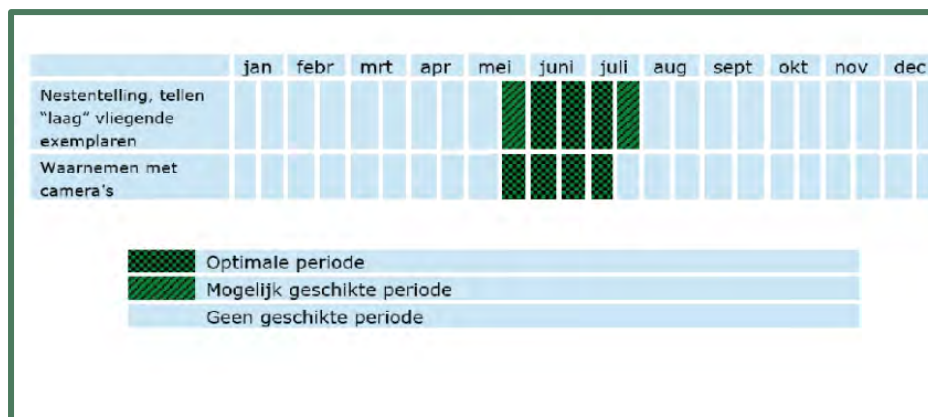 jan febr mrt apr mei juni juli aug sept okt nov dec
Nestentelling, tellen
"laag" vliegende
exemplaren
Waarnemen met
camera's
Optimale periode
Mogelijk geschikte periode
Geen geschikte periode